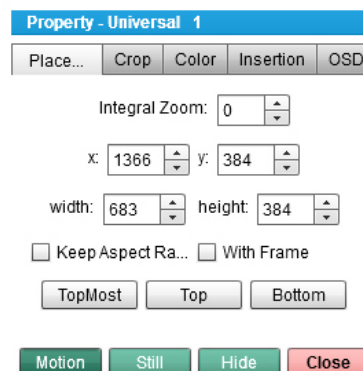 Property - Universal 1
Place... Crop Color Insertion OSD
Integral Zoom: 0
x: 1366 y: 384
width: 683 height: 384
Keep Aspect Ra... With Frame
TopMost Top Bottom
Motion Still Hide Close